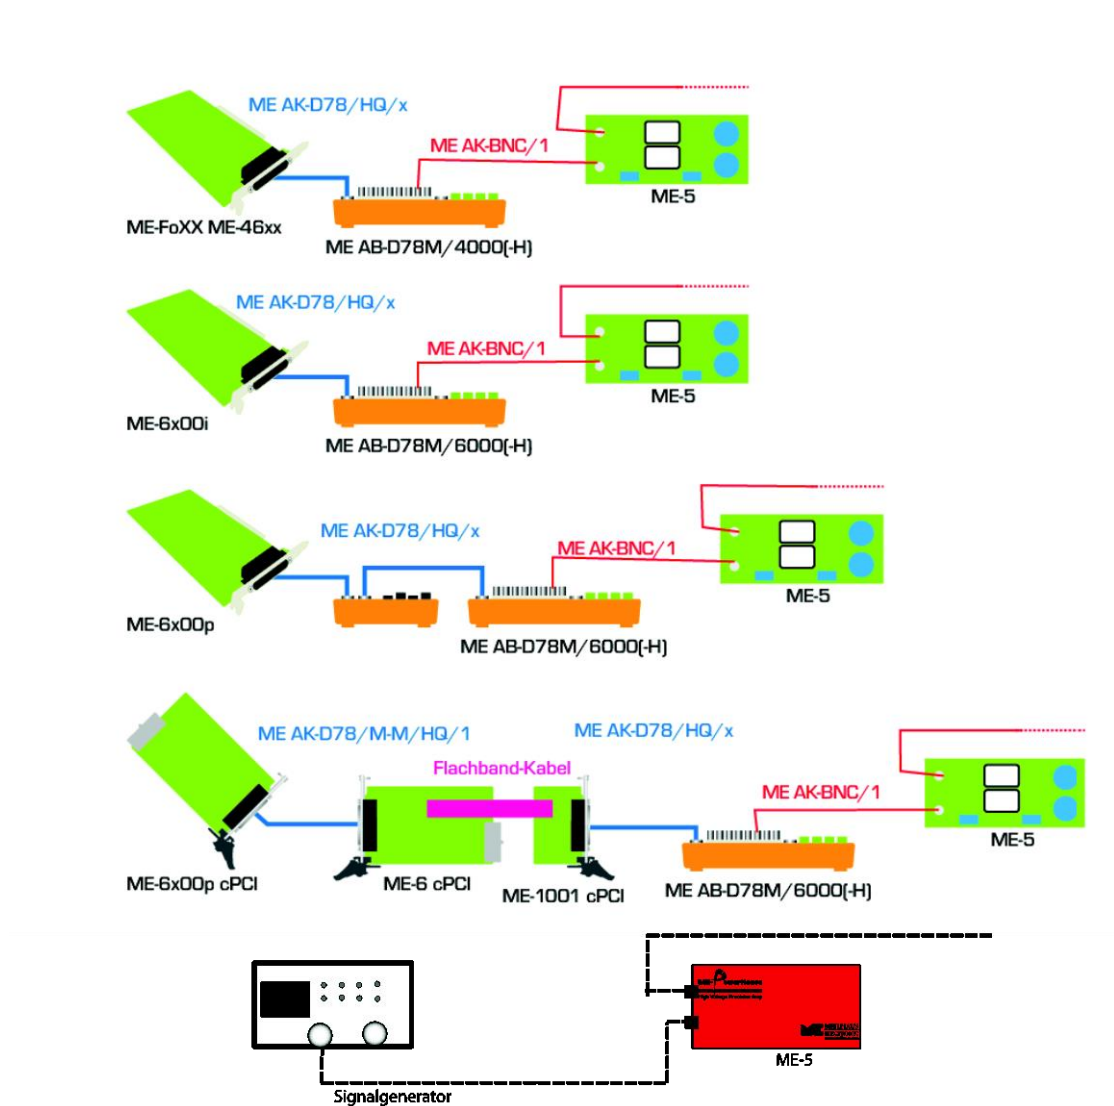 ME AK-D78/HQ/x
ME AK-BNC/1
ME-5
ME-FoXX ME-46xx
ME AB-D78M/4000(-H)
ME AK-D78/HQ/x
ME AK-BNC/1
ME-5
ME-6x00i
ME AB-D78M/6000(-H)
ME AK-D78/HQ/x
ME AK-BNC/1
ME-5
ME-6x00p
ME AB-D78M/6000(-H)
ME AK-D78/M-M/HQ/1
ME AK-D78/HQ/x
Flachband-Kabel
ME AK-BNC/1
ME-5
ME-6x00p cPCI
ME-6 cPCI
ME-1001 cPCI
ME AB-D78M/6000(-H)
ME
ME-5
Signalgenerator